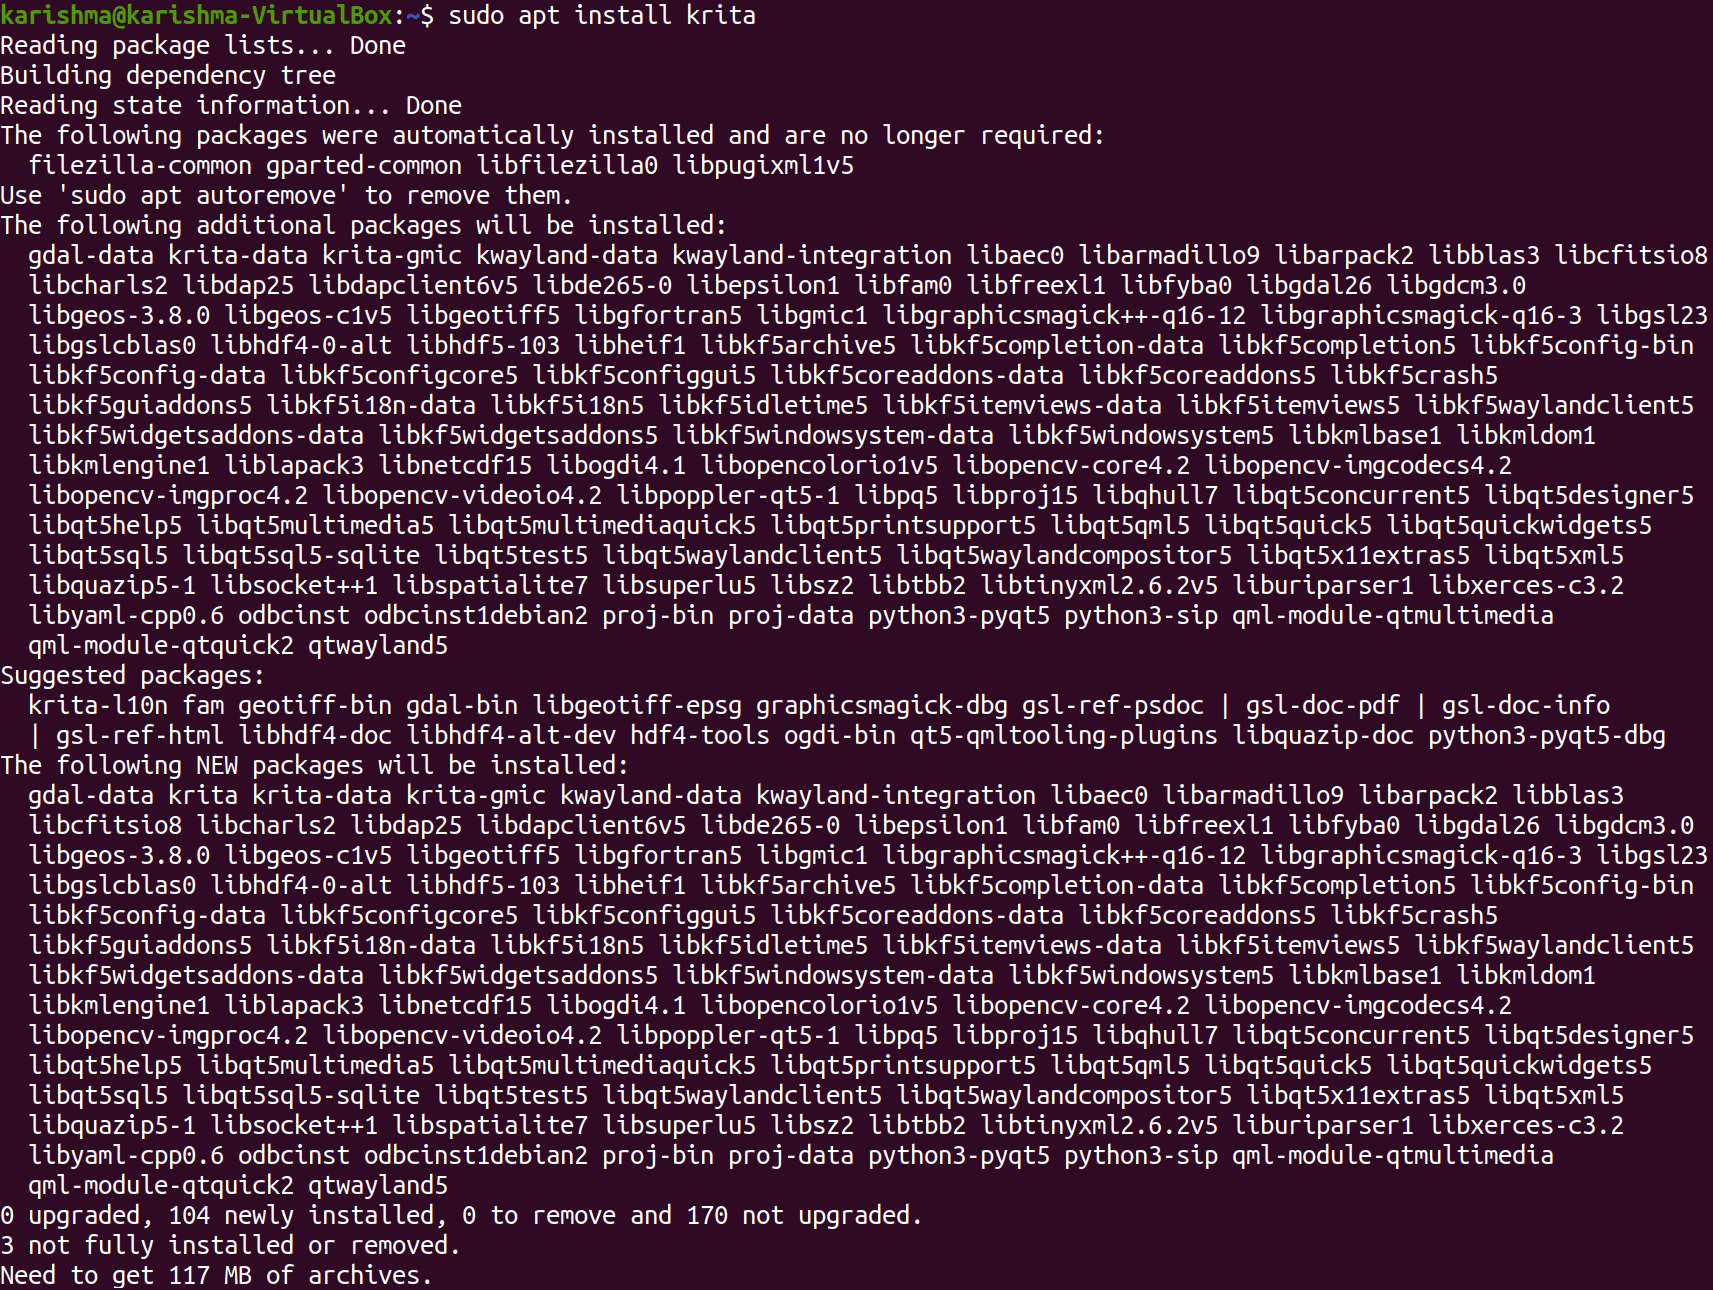 karishma@karishma-VirtualBox:~$ sudo apt install krita
Reading package lists... Done
Building dependency tree
Reading state information... Done
The following packages were automatically installed and are no longer required:
  filezilla-common gparted-common libfilezilla0 libpugixml1v5
Use 'sudo apt autoremove' to remove them.
The following additional packages will be installed:
  gdal-data krita-data krita-gmic kwayland-data kwayland-integration libaec0 libarmadillo9 libarpack2 libblas3 libcfitsio8
  libcharls2 libdap25 libdapclient6v5 libde265-0 libepsilon1 libfam0 libfreexl1 libfyba0 libgdal26 libgdcm3.0
  libgeos-3.8.0 libgeos-c1v5 libgeotiff5 libgfortran5 libgmic1 libgraphicsmagick++-q16-12 libgraphicsmagick-q16-3 libgsl23
  libgslcblas0 libhdf4-0-alt libhdf5-103 libheif1 libkf5archive5 libkf5completion-data libkf5completion5 libkf5config-bin
  libkf5config-data libkf5configcore5 libkf5configgui5 libkf5coreaddons-data libkf5coreaddons5 libkf5crash5
  libkf5guiaddons5 libkf5i18n-data libkf5i18n5 libkf5idletime5 libkf5itemviews-data libkf5itemviews5 libkf5waylandclient5
  libkf5widgetsaddons-data libkf5widgetsaddons5 libkf5windowsystem-data libkf5windowsystem5 libkmlbase1 libkmldom1
  libkmlengine1 liblapack3 libnetcdf15 libogdi4.1 libopencolorio1v5 libopencv-core4.2 libopencv-imgcodecs4.2
  libopencv-imgproc4.2 libopencv-videoio4.2 libpoppler-qt5-1 libpq5 libproj15 libqhull7 libqt5concurrent5 libqt5designer5
  libqt5help5 libqt5multimedia5 libqt5multimediaquick5 libqt5printsupport5 libqt5qml5 libqt5quick5 libqt5quickwidgets5
  libqt5sql5 libqt5sql5-sqlite libqt5test5 libqt5waylandclient5 libqt5waylandcompositor5 libqt5x11extras5 libqt5xml5
  libquazip5-1 libsocket++1 libspatialite7 libsuperlu5 libsz2 libtbb2 libtinyxml2.6.2v5 liburiparser1 libxerces-c3.2
  libyaml-cpp0.6 odbcinst odbcinst1debian2 proj-bin proj-data python3-pyqt5 python3-sip qml-module-qtmultimedia
  qml-module-qtquick2 qtwayland5
Suggested packages:
  krita-l10n fam geotiff-bin gdal-bin libgeotiff-epsg graphicsmagick-dbg gsl-ref-psdoc | gsl-doc-pdf | gsl-doc-info
  | gsl-ref-html libhdf4-doc libhdf4-alt-dev hdf4-tools ogdi-bin qt5-qmltooling-plugins libquazip-doc python3-pyqt5-dbg
The following NEW packages will be installed:
  gdal-data krita krita-data krita-gmic kwayland-data kwayland-integration libaec0 libarmadillo9 libarpack2 libblas3
  libcfitsio8 libcharls2 libdap25 libdapclient6v5 libde265-0 libepsilon1 libfam0 libfreexl1 libfyba0 libgdal26 libgdcm3.0
  libgeos-3.8.0 libgeos-c1v5 libgeotiff5 libgfortran5 libgmic1 libgraphicsmagick++-q16-12 libgraphicsmagick-q16-3 libgsl23
  libgslcblas0 libhdf4-0-alt libhdf5-103 libheif1 libkf5archive5 libkf5completion-data libkf5completion5 libkf5config-bin
  libkf5config-data libkf5configcore5 libkf5configgui5 libkf5coreaddons-data libkf5coreaddons5 libkf5crash5
  libkf5guiaddons5 libkf5i18n-data libkf5i18n5 libkf5idletime5 libkf5itemviews-data libkf5itemviews5 libkf5waylandclient5
  libkf5widgetsaddons-data libkf5widgetsaddons5 libkf5windowsystem-data libkf5windowsystem5 libkmlbase1 libkmldom1
  libkmlengine1 liblapack3 libnetcdf15 libogdi4.1 libopencolorio1v5 libopencv-core4.2 libopencv-imgcodecs4.2
  libopencv-imgproc4.2 libopencv-videoio4.2 libpoppler-qt5-1 libpq5 libproj15 libqhull7 libqt5concurrent5 libqt5designer5
  libqt5help5 libqt5multimedia5 libqt5multimediaquick5 libqt5printsupport5 libqt5qml5 libqt5quick5 libqt5quickwidgets5
  libqt5sql5 libqt5sql5-sqlite libqt5test5 libqt5waylandclient5 libqt5waylandcompositor5 libqt5x11extras5 libqt5xml5
  libquazip5-1 libsocket++1 libspatialite7 libsuperlu5 libsz2 libtbb2 libtinyxml2.6.2v5 liburiparser1 libxerces-c3.2
  libyaml-cpp0.6 odbcinst odbcinst1debian2 proj-bin proj-data python3-pyqt5 python3-sip qml-module-qtmultimedia
  qml-module-qtquick2 qtwayland5
0 upgraded, 104 newly installed, 0 to remove and 170 not upgraded.
3 not fully installed or removed.
Need to get 117 MB of archives.